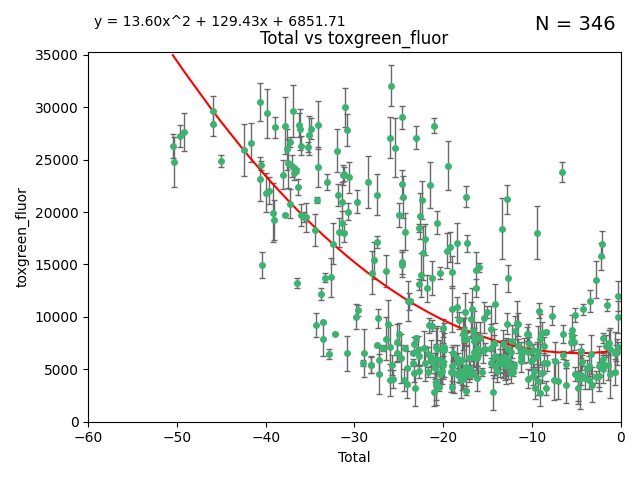 y = 13.60x^2 + 129.43x + 6851.71
N = 346
Total vs toxgreen_fluor
35000
30000
25000
20000
15000
10000
5000
0
toxgreen_fluor
−60 −50 −40 −30 −20 −10 0
Total